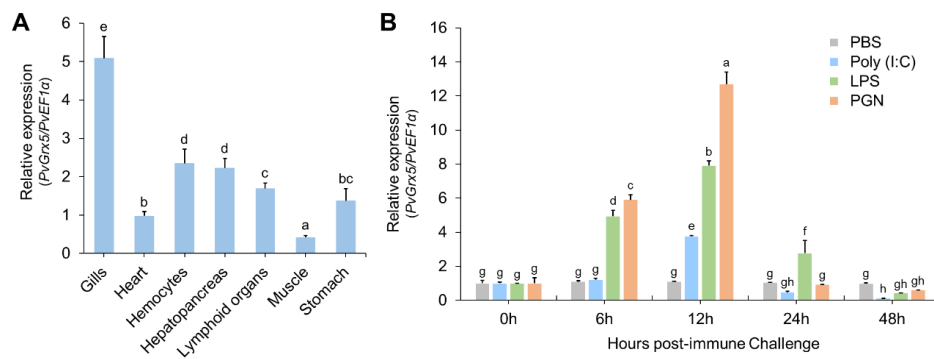 A
Relative expression
(PvGrx5/PvEF1α)
6
5
4
3
2
1
0
e
b
d
d
c
a
bc
Gills
Heart
Hemocytes
Hepatopancreas
Lymphoid organs
Muscle
Stomach
B
Relative expression
(PvGrx5/PvEF1α)
16
14
12
10
8
6
4
2
0
PBS
Poly (I:C)
LPS
PGN
g g g g
g g d c
g e b a
g gh f g
g h gh gh
0h 6h 12h 24h 48h
Hours post-immune Challenge